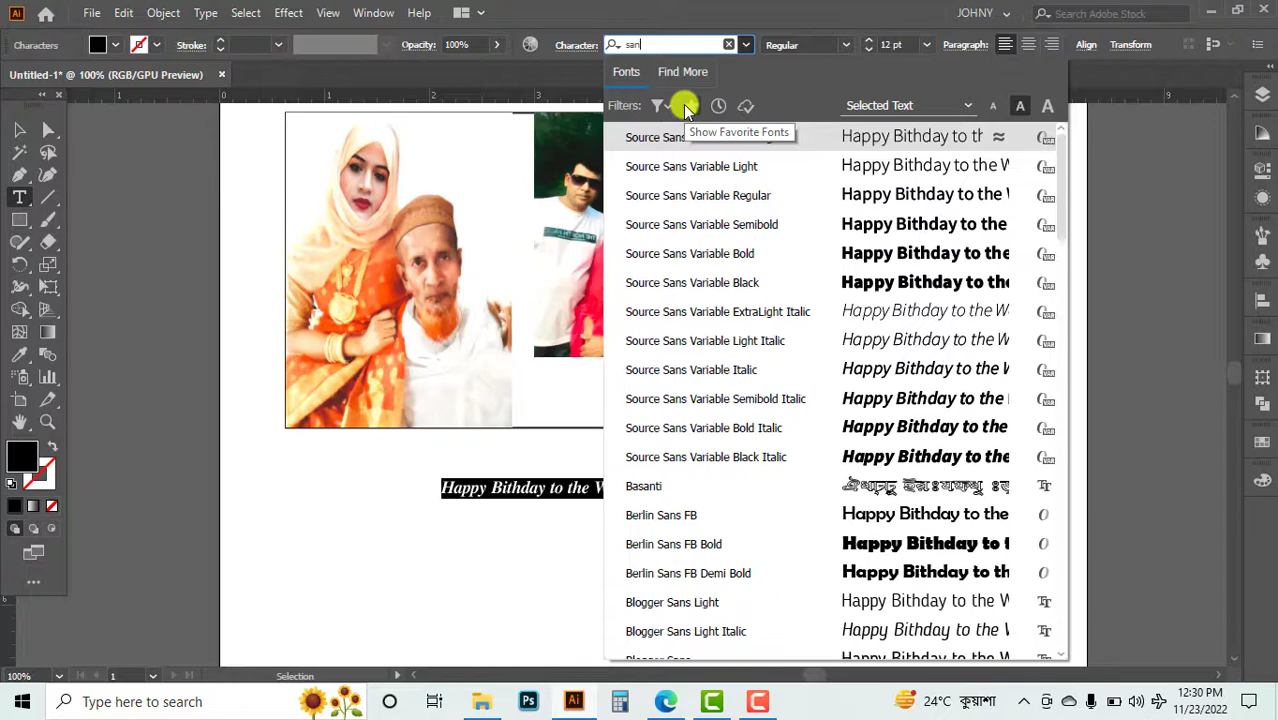 Ai File Edit Object Type Select Effect View Window Help JOHNY Search Adobe Stock
Characters Stroke: Opacity: 100% Character: san Regular 12 pt Paragraph: Align Transform
Untitled-1* @ 100% (RGB/GPU Preview) ×
Fonts Find More
Filters: Selected Text A A A
Show Favorite Fonts
Source Sans Happy Bithday to th
Source Sans Variable Light Happy Bithday to the W
Source Sans Variable Regular Happy Bithday to the W
Source Sans Variable Semibold Happy Bithday to the
Source Sans Variable Bold Happy Bithday to the
Source Sans Variable Black Happy Bithday to the
Source Sans Variable ExtraLight Italic Happy Bithday to the W
Source Sans Variable Light Italic Happy Bithday to the W
Source Sans Variable Italic Happy Bithday to the W
Source Sans Variable Semibold Italic Happy Bithday to the
Source Sans Variable Bold Italic Happy Bithday to the
Source Sans Variable Black Italic Happy Bithday to the
Basanti
Berlin Sans FB Happy Bithday to the
Berlin Sans FB Bold Happy Bithday to t
Berlin Sans FB Demi Bold Happy Bithday to th
Blogger Sans Light Happy Bithday to the W
Blogger Sans Light Italic Happy Bithday to the W
Happy Bithday to the W
100% 1 Selection
Type here to search Ps Ai 24°C কুয়াশা 12:30 PM
11/23/2022